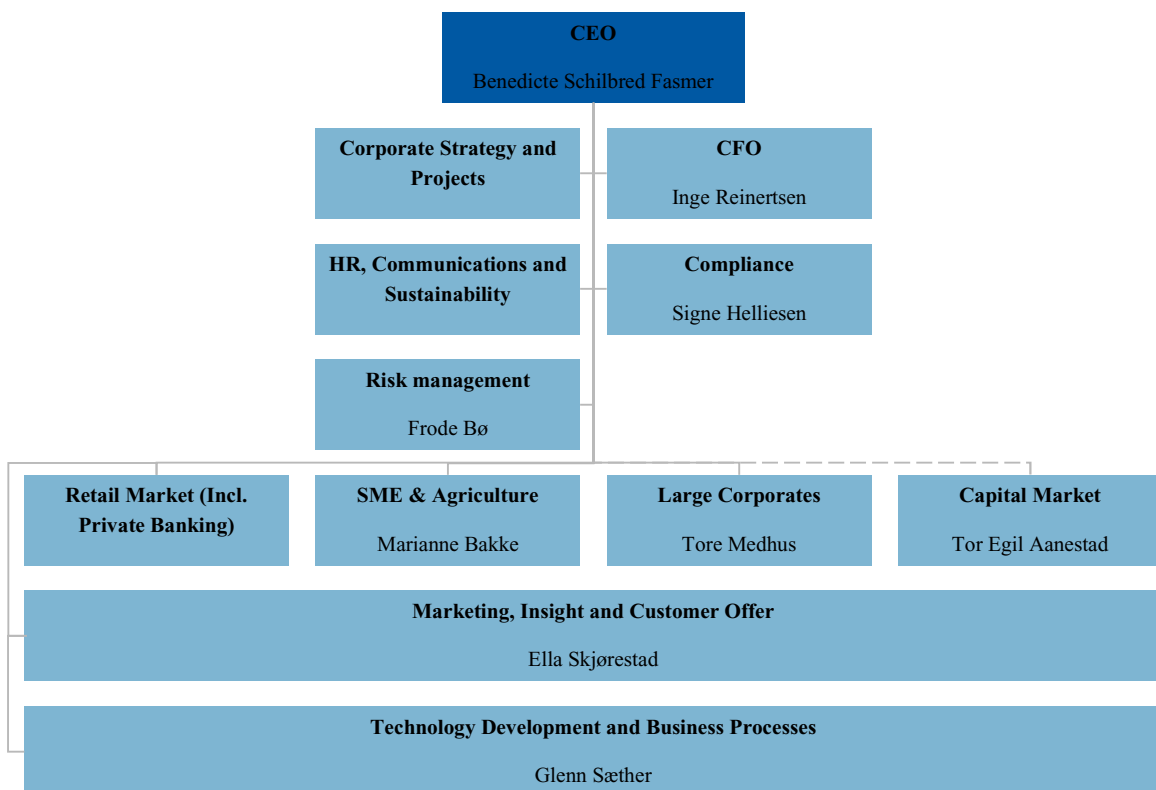 CEO
Benedicte Schilbred Fasmer
Corporate Strategy and
Projects
CFO
Inge Reinertsen
HR, Communications and
Sustainability
Compliance
Signe Helliesen
Risk management
Frode Bø
Retail Market (Incl.
Private Banking)
SME & Agriculture
Marianne Bakke
Large Corporates
Tore Medhus
Capital Market
Tor Egil Aanestad
Marketing, Insight and Customer Offer
Ella Skjørestad
Technology Development and Business Processes
Glenn Sæther